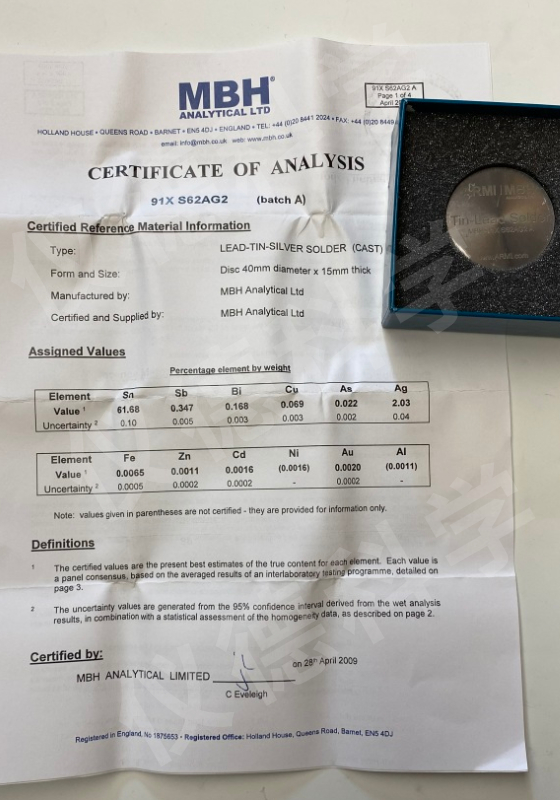 MBH®
ANALYTICAL LTD
91X S62AG2 A
Page 1 of 4
HOLLAND HOUSE • QUEENS ROAD • BARNET • EN5 4DJ • ENGLAND • TEL: +44 (0)20 8441 2024 • FAX: +44 (0)20 8449
email: info@mbh.co.uk web: www.mbh.co.uk
CERTIFICATE OF ANALYSIS
91X S62AG2 (batch A)
Certified Reference Material Information
Type: LEAD-TIN-SILVER SOLDER (CAST)
Form and Size: Disc 40mm diameter x 15mm thick
Manufactured by: MBH Analytical Ltd
Certified and Supplied by: MBH Analytical Ltd
Assigned Values
Percentage element by weight
Element Sn Sb Bi Cu As Ag
Value ¹ 61.68 0.347 0.168 0.069 0.022 2.03
Uncertainty ² 0.10 0.005 0.003 0.003 0.002 0.04
Element Fe Zn Cd Ni Au Al
Value ¹ 0.0065 0.0011 0.0016 (0.0016) 0.0020 (0.0011)
Uncertainty ² 0.0005 0.0002 0.0002 - 0.0002 -
Note: values given in parentheses are not certified - they are provided for information only.
Definitions
¹ The certified values are the present best estimates of the true content for each element. Each value is
a panel consensus, based on the averaged results of an interlaboratory testing programme, detailed on
page 3.
² The uncertainty values are generated from the 95% confidence interval derived from the wet analysis
results, in combination with a statistical assessment of the homogeneity data, as described on page 2.
Certified by:
MBH ANALYTICAL LIMITED
on 28th April 2009
C Eveleigh
Registered in England, No 1875653 - Registered Office: Holland House, Queens Road, Barnet, EN5 4DJ